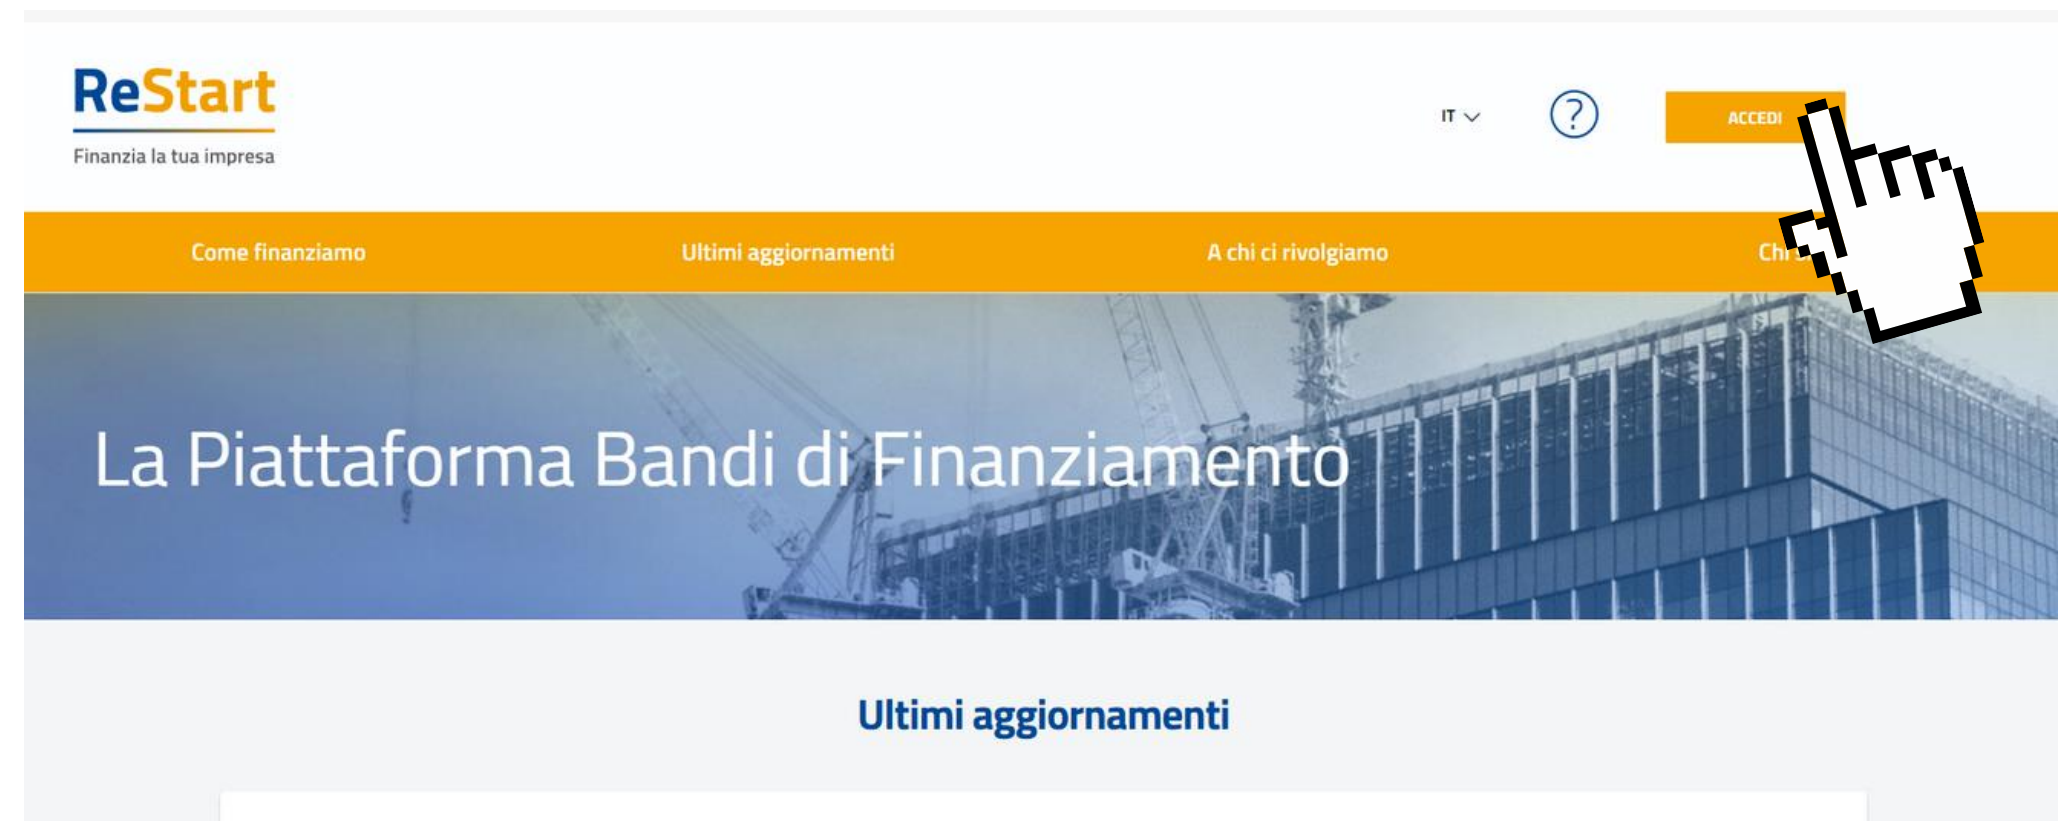 ReStart
Finanzia la tua impresa
IT
?
ACCEDI
Come finanziamo
Ultimi aggiornamenti
A chi ci rivolgiamo
Chi
La Piattaforma Bandi di Finanziamento
Ultimi aggiornamenti